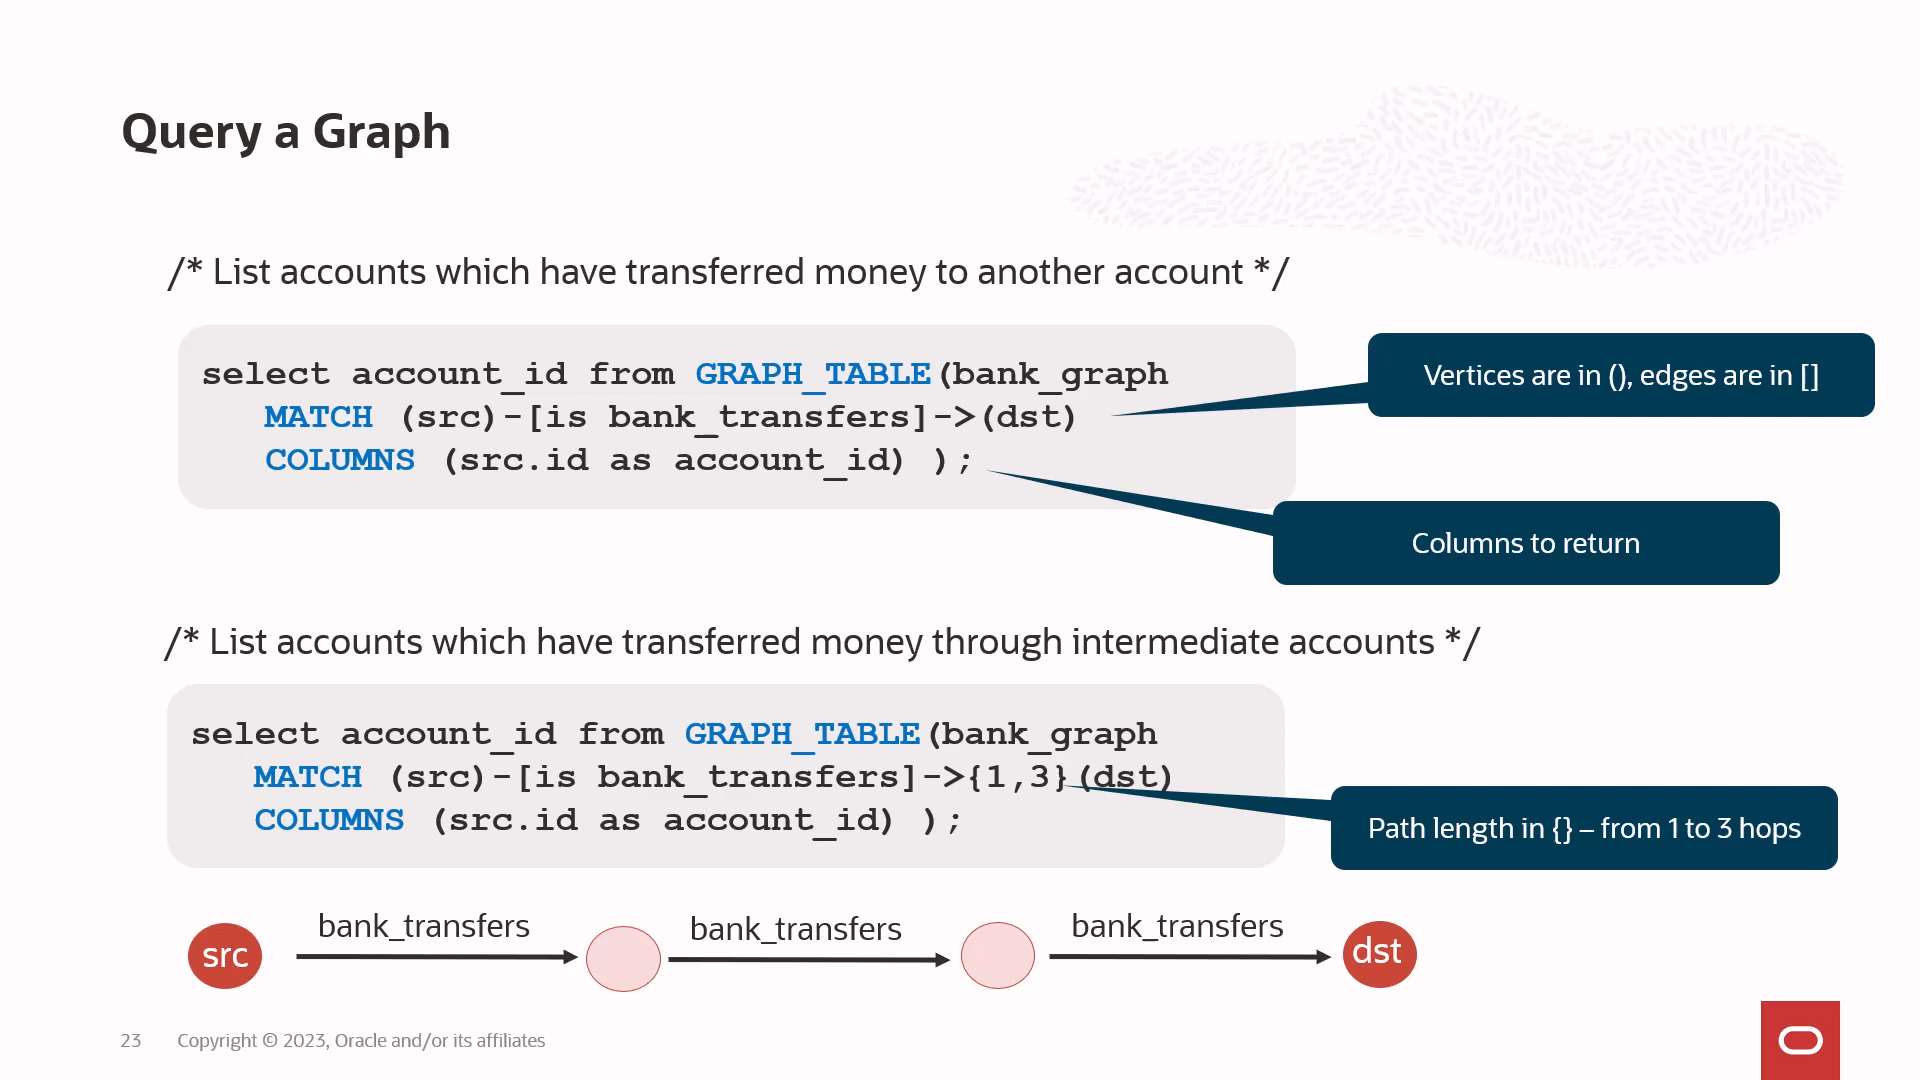 Query a Graph
/* List accounts which have transferred money to another account */
select account_id from GRAPH_TABLE(bank_graph
MATCH (src)-[is bank_transfers]->(dst)
COLUMNS (src.id as account_id) );
Vertices are in (), edges are in []
Columns to return
/* List accounts which have transferred money through intermediate accounts */
select account_id from GRAPH_TABLE(bank_graph
MATCH (src)-[is bank_transfers]->{1,3}(dst)
COLUMNS (src.id as account_id) );
Path length in {} – from 1 to 3 hops
bank_transfers
bank_transfers
bank_transfers
src
dst
23
Copyright © 2023, Oracle and/or its affiliates